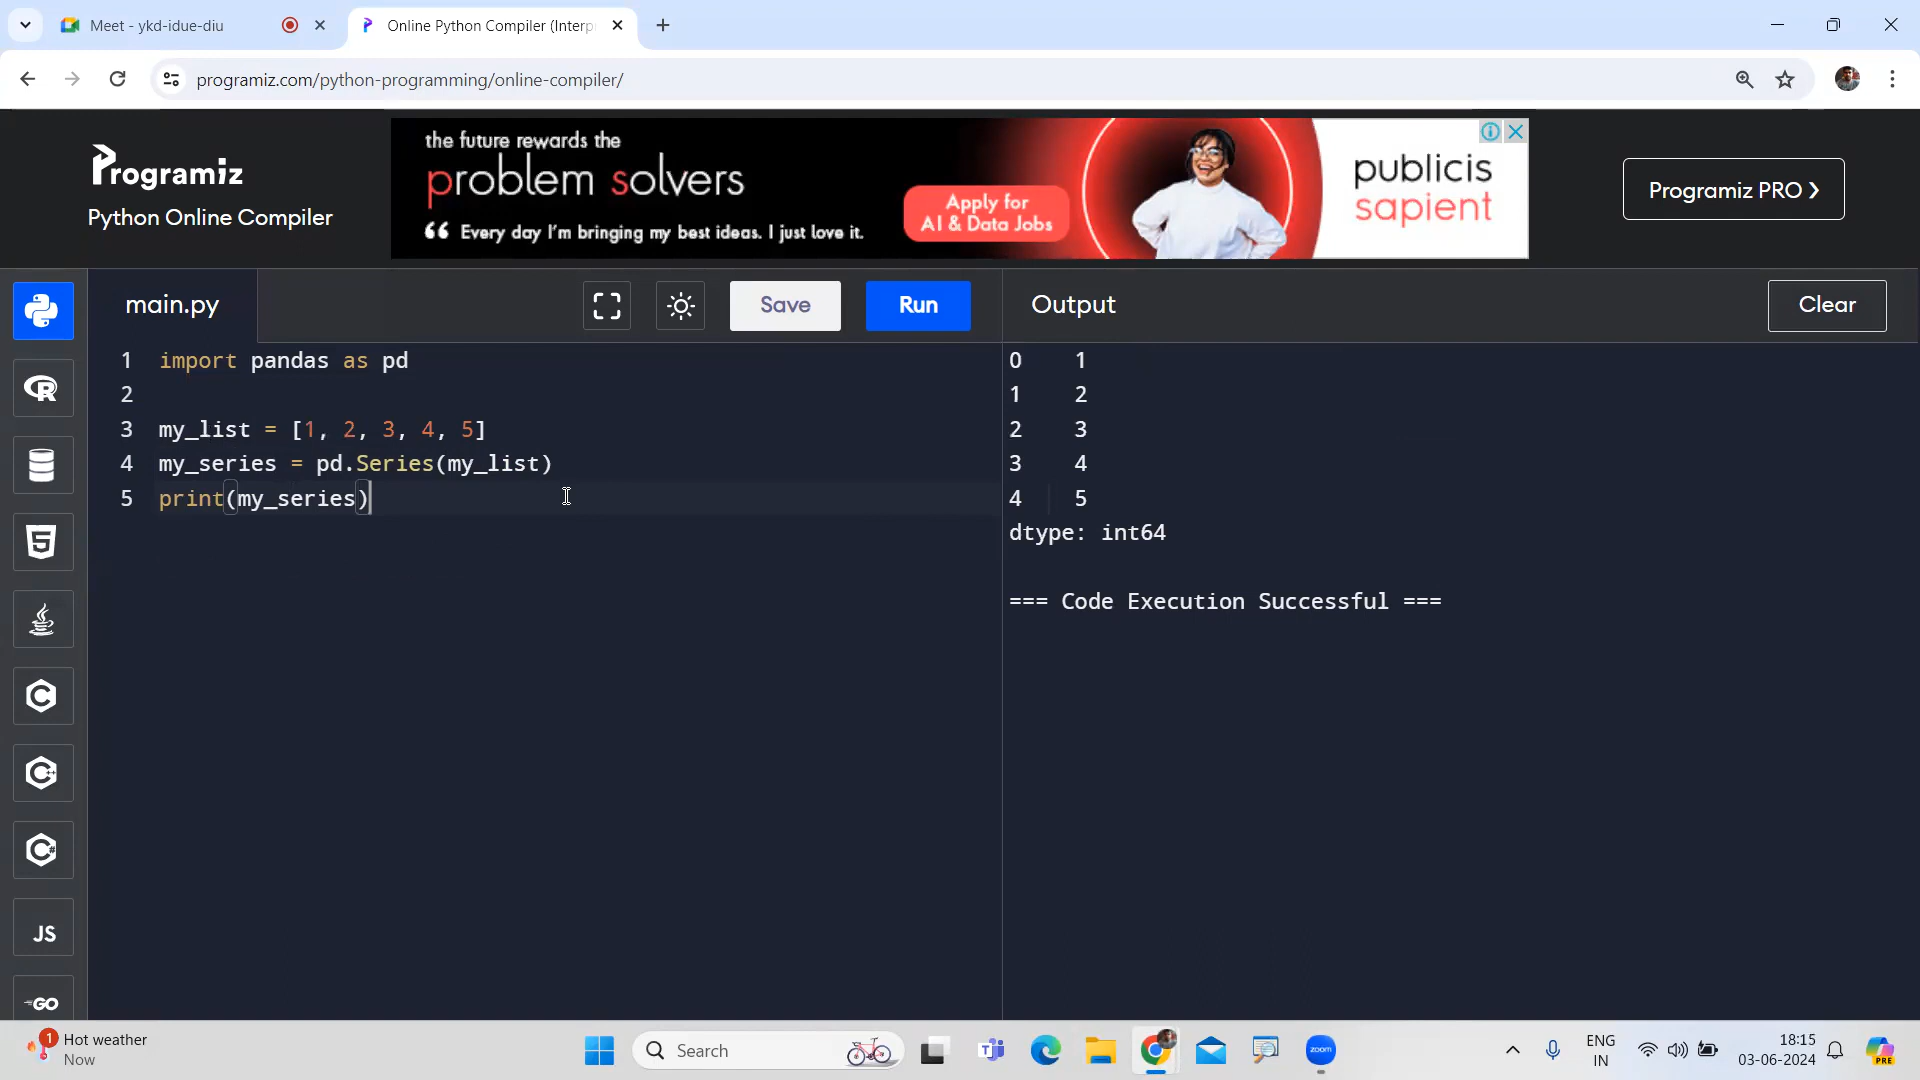 Meet - ykd-idue-diu
Online Python Compiler (Interp
programiz.com/python-programming/online-compiler/
Programiz
Python Online Compiler
the future rewards the
problem solvers
“ Every day I'm bringing my best ideas. I just love it.
Apply for
AI & Data Jobs
publicis
sapient
Programiz PRO ❯
main.py
Save
Run
Output
Clear
1 import pandas as pd
2
3 my_list = [1, 2, 3, 4, 5]
4 my_series = pd.Series(my_list)
5 print(my_series)
0 1
1 2
2 3
3 4
4 5
dtype: int64
=== Code Execution Successful ===
R
5
C
C++
C#
JS
GO
1
Hot weather
Now
Search
zoom
ENG
IN
18:15
03-06-2024
PRE